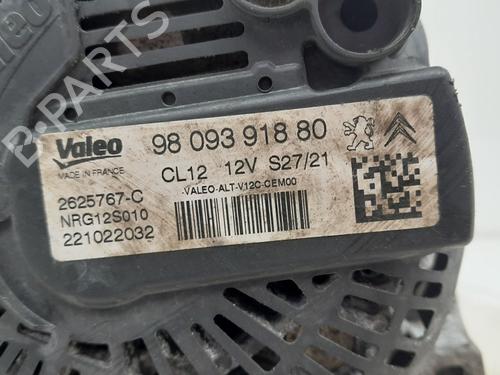 Valeo
MADE IN FRANCE
98 093 918 80
CL12 12V S27/21
VALEO-ALT-V12C-CEM00
2625767-C
NRG12S010
221022032
B-PARTS